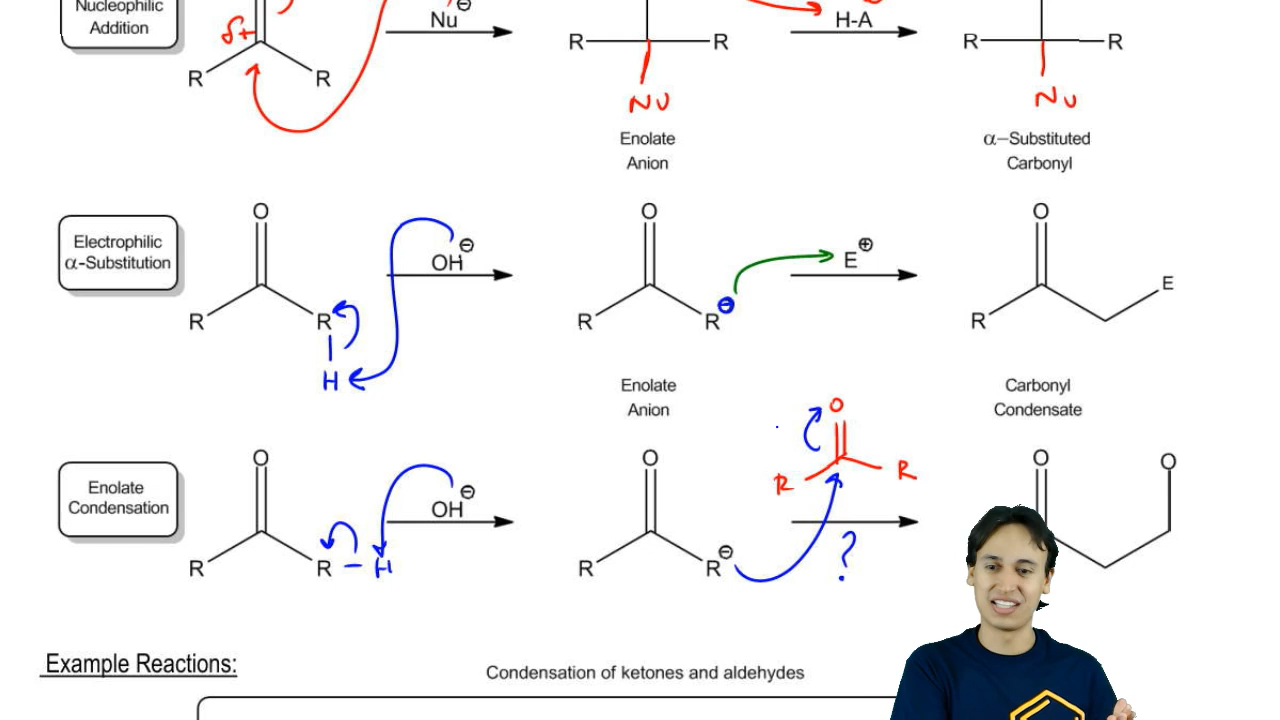 Nucleophilic
Addition
δ+
R
R
Nu
⊖
R
R
Nu
H-A
R
R
Nu
Enolate
Anion
α–Substituted
Carbonyl
Electrophilic
α-Substitution
O
R
R
H
OH
⊖
O
R
R
⊖
E
⊕
O
R
E
Enolate
Anion
Carbonyl
Condensate
Enolate
Condensation
O
R
R
–
H
OH
⊖
O
R
R
⊖
O
R
R
?
O
O
Example Reactions:
Condensation of ketones and aldehydes